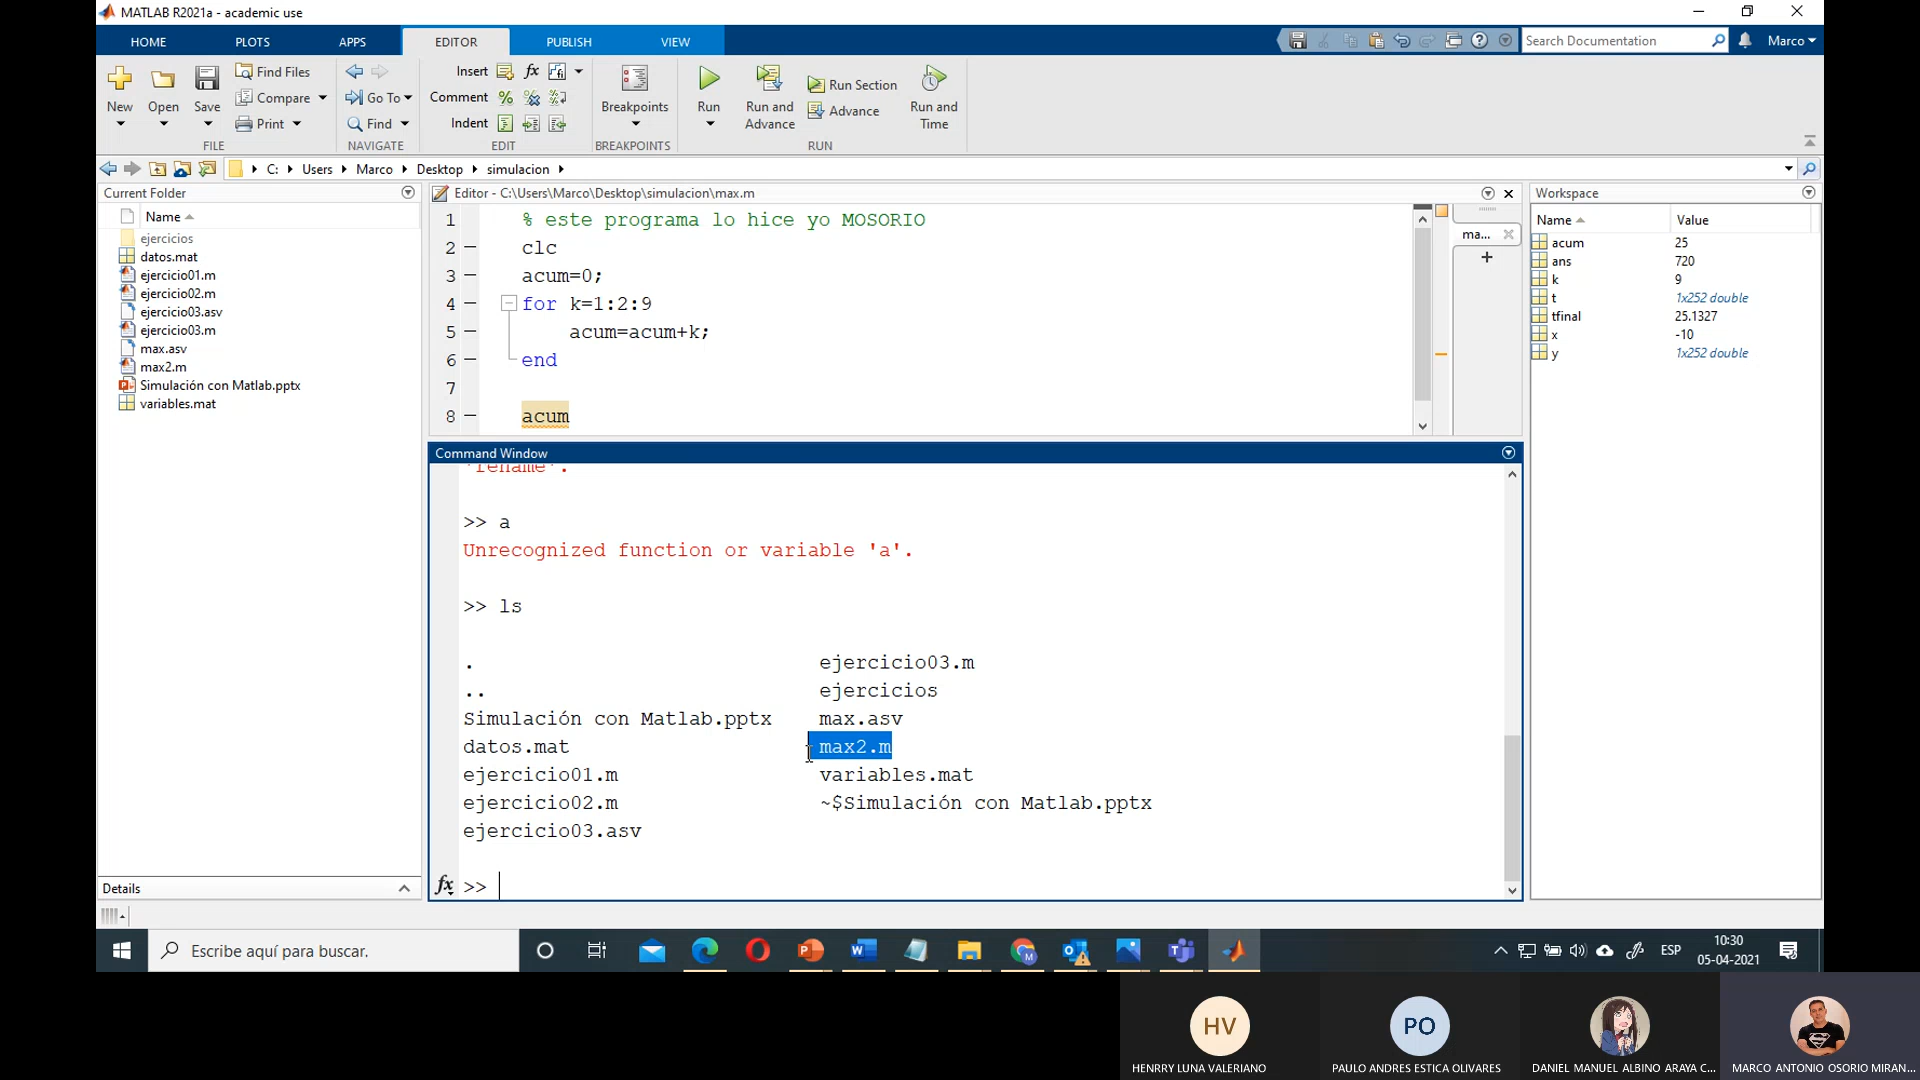 MATLAB R2021a - academic use
HOME PLOTS APPS EDITOR PUBLISH VIEW
Search Documentation
Marco
New
Open
Save
Find Files
Compare
Print
FILE
Go To
Find
NAVIGATE
Insert fx
Comment
Indent
EDIT
Breakpoints
BREAKPOINTS
Run
Run and Advance
Run Section
Advance
Run and Time
RUN
C: Users Marco Desktop simulacion
Current Folder
Name
ejercicios
datos.mat
ejercicio01.m
ejercicio02.m
ejercicio03.asv
ejercicio03.m
max.asv
max2.m
Simulación con Matlab.pptx
variables.mat
Details
Editor - C:\Users\Marco\Desktop\simulacion\max.m
ma...
1 % este programa lo hice yo MOSORIO
2 — clc
3 — acum=0;
4 — for k=1:2:9
5 — acum=acum+k;
6 — end
7
8 — acum
Command Window
'rename'.
>> a
Unrecognized function or variable 'a'.
>> ls
. ejercicio03.m
.. ejercicios
Simulación con Matlab.pptx max.asv
datos.mat max2.m
ejercicio01.m variables.mat
ejercicio02.m ~$Simulación con Matlab.pptx
ejercicio03.asv
fx >>
Workspace
Name Value
acum 25
ans 720
k 9
t 1x252 double
tfinal 25.1327
x -10
y 1x252 double
Escribe aquí para buscar.
ESP
10:30
05-04-2021
HV
HENRRY LUNA VALERIANO
PO
PAULO ANDRES ESTICA OLIVARES
DANIEL MANUEL ALBINO ARAYA C...
MARCO ANTONIO OSORIO MIRAN...